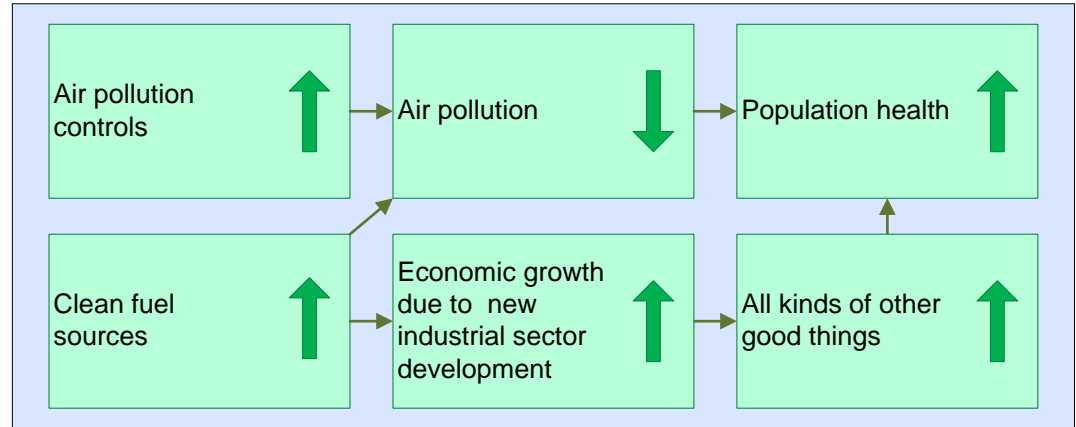 Air pollution
controls
Air pollution
Population health
Clean fuel
sources
Economic growth
due to  new
industrial sector
development
All kinds of other
good things